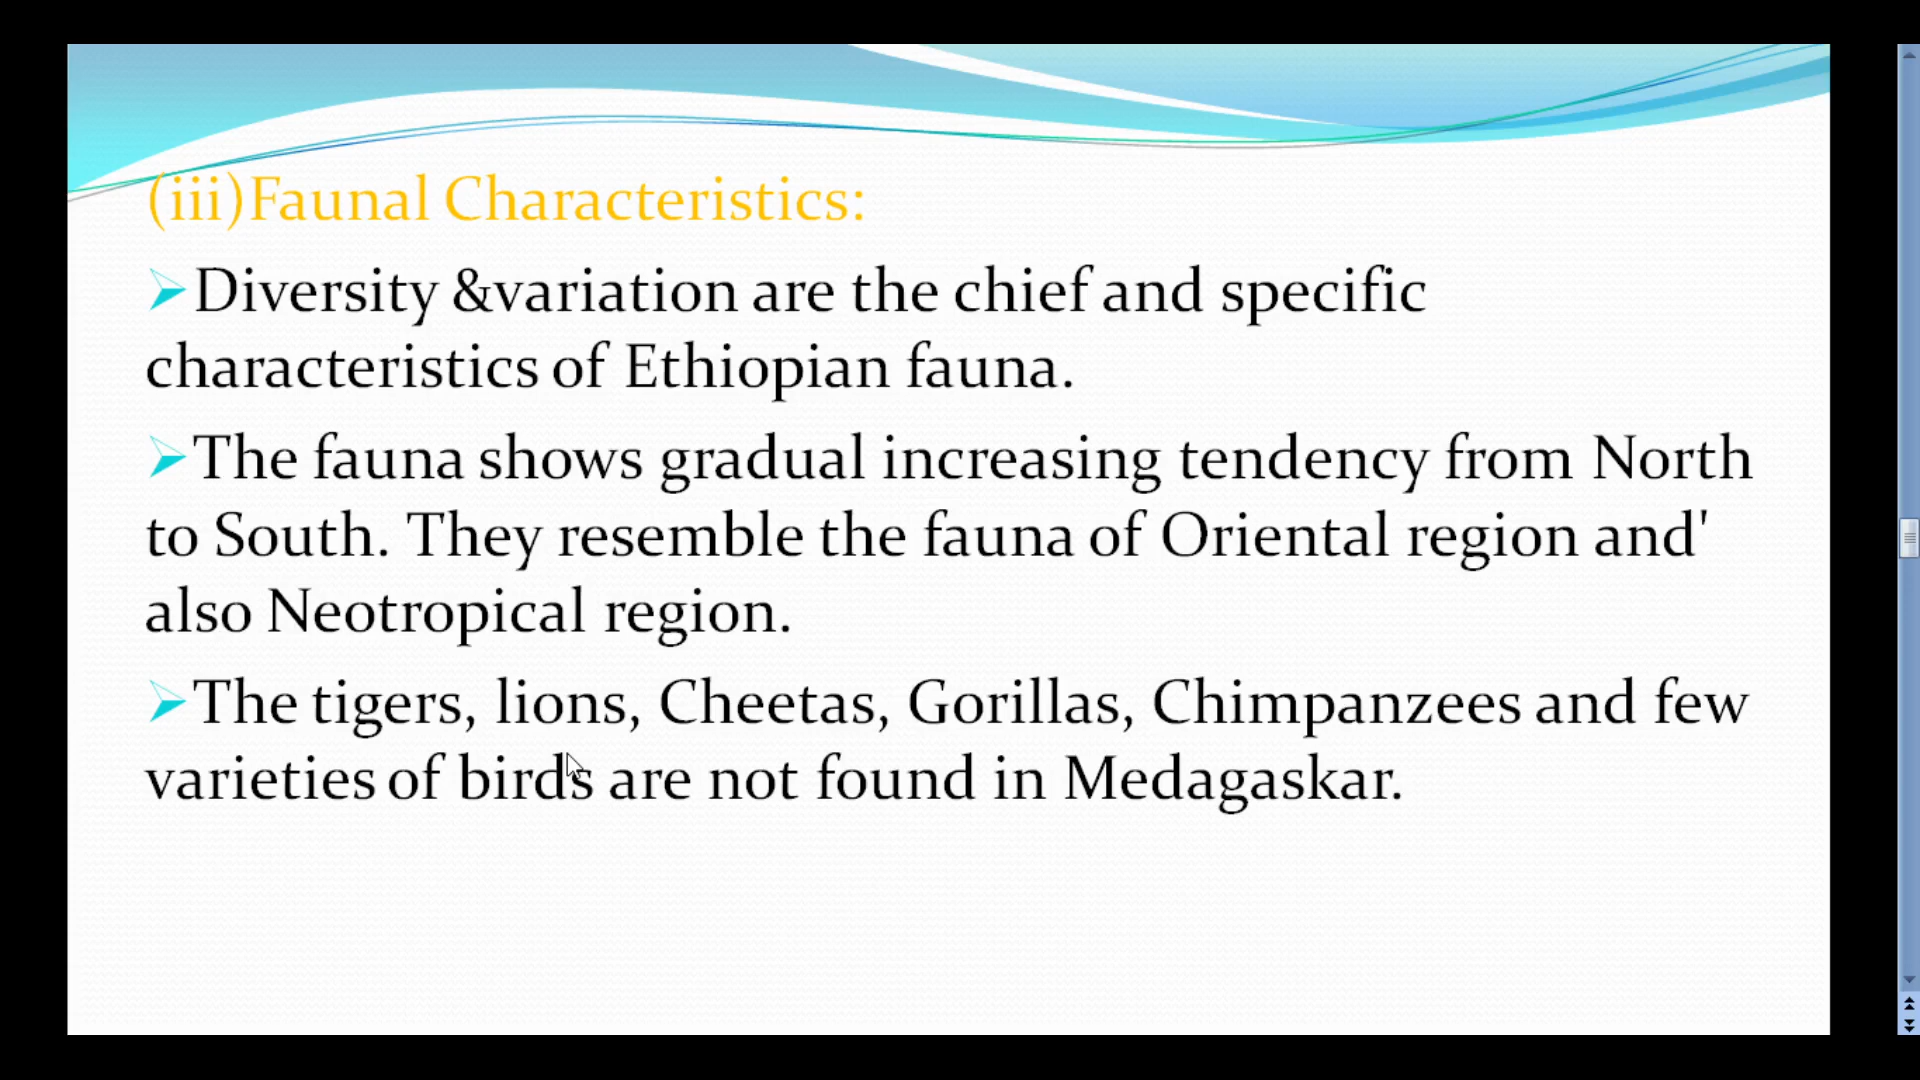 (iii)Faunal Characteristics:
➢Diversity &variation are the chief and specific
characteristics of Ethiopian fauna.
➢The fauna shows gradual increasing tendency from North
to South. They resemble the fauna of Oriental region and'
also Neotropical region.
➢The tigers, lions, Cheetas, Gorillas, Chimpanzees and few
varieties of birds are not found in Medagaskar.